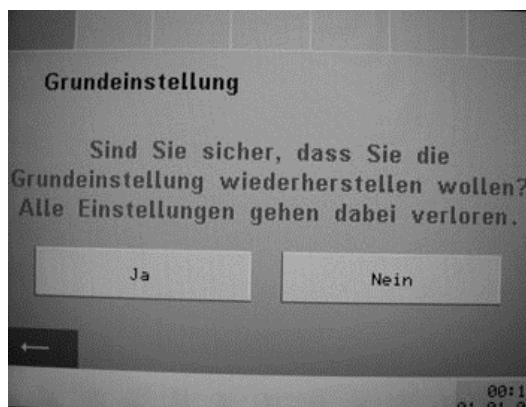 Grundeinstellung
Sind Sie sicher, dass Sie die
Grundeinstellung wiederherstellen wollen?
Alle Einstellungen gehen dabei verloren.
Ja Nein